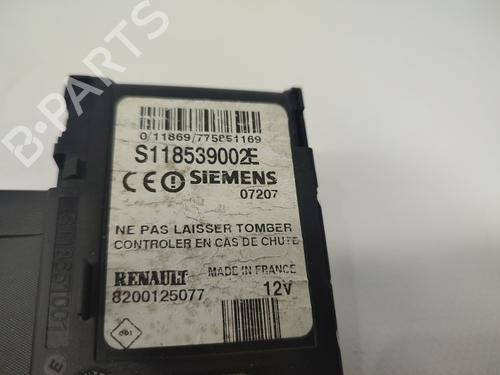 B-PARTS
0/11869/775851169
S118539002E
CE SIEMENS
07207
NE PAS LAISSER TOMBER
CONTROLER EN CAS DE CHUTE
RENAULT MADE IN FRANCE
8200125077 12V